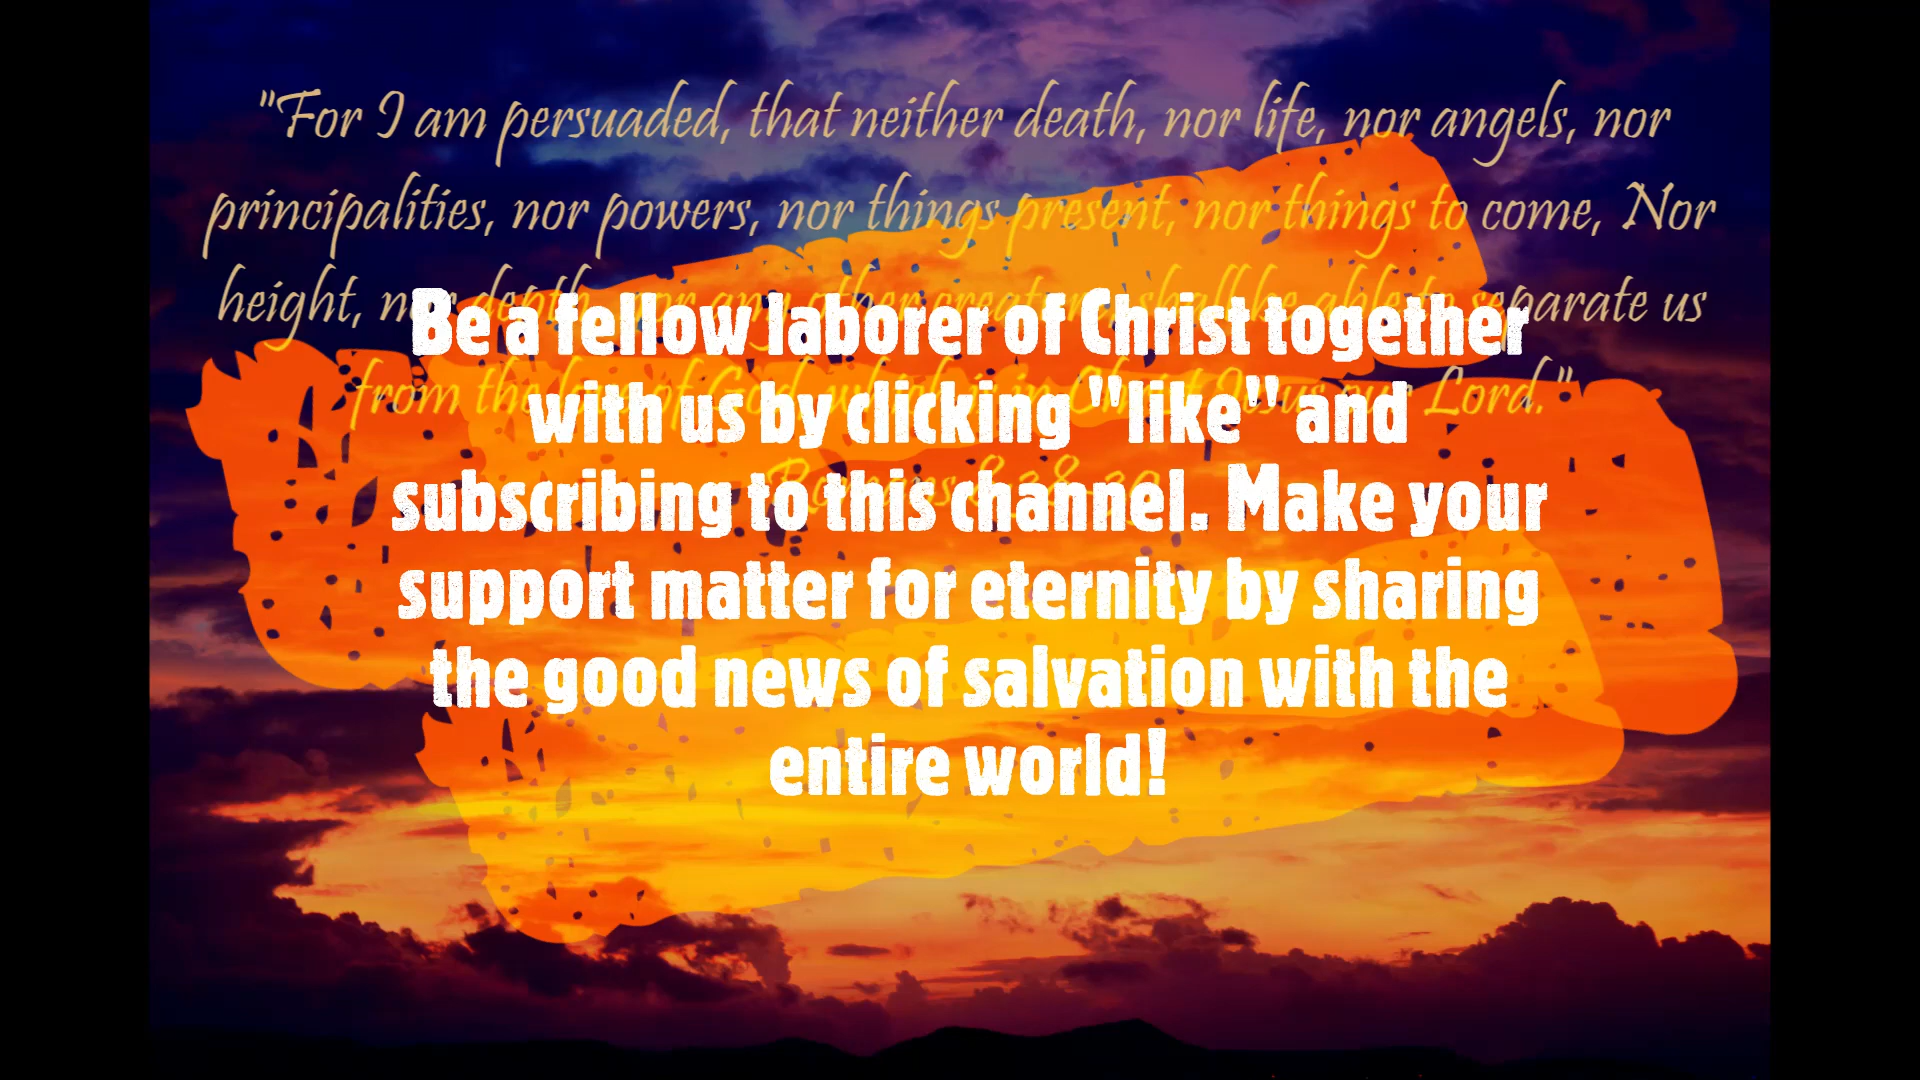 "For I am persuaded, that neither death, nor life, nor angels, nor
principalities, nor powers, nor things present, nor things to come, Nor
height, nor depth, nor any other creature, shall be able to separate us
from the love of God, which is in Christ Jesus our Lord."
Romans 8:38-39
Be a fellow laborer of Christ together
with us by clicking "like" and
subscribing to this channel. Make your
support matter for eternity by sharing
the good news of salvation with the
entire world!